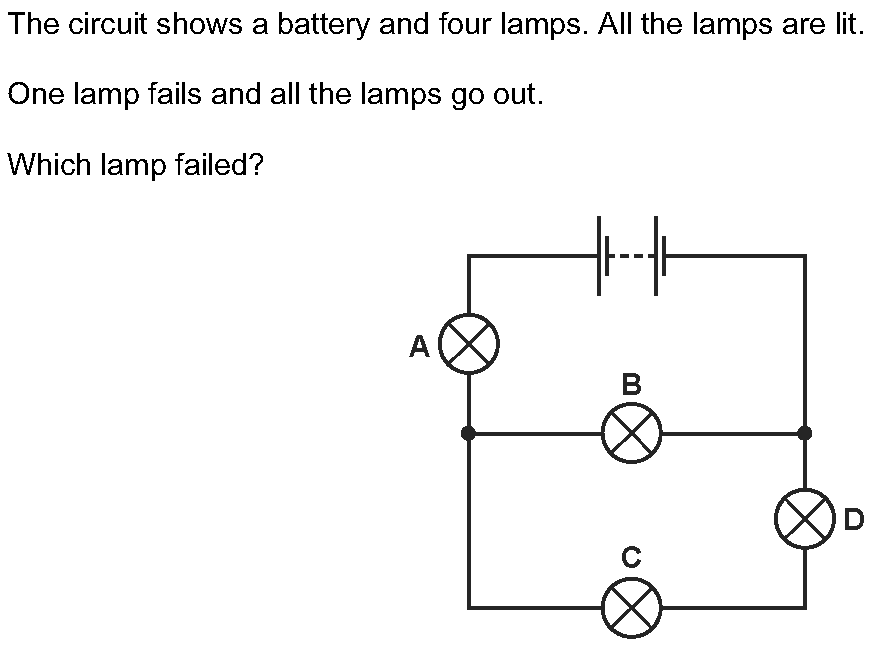 The circuit shows a battery and four lamps. All the lamps are lit.
One lamp fails and all the lamps go out.
Which lamp failed?
A
B
D
C